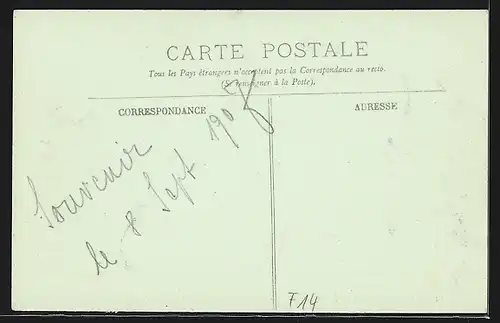 CARTE POSTALE
Tous les Pays étrangers n'acceptent pas la Correspondance au recto.
(Se renseigner à la Poste).
CORRESPONDANCE
ADRESSE
Souvenir
le 8 Sept
F14